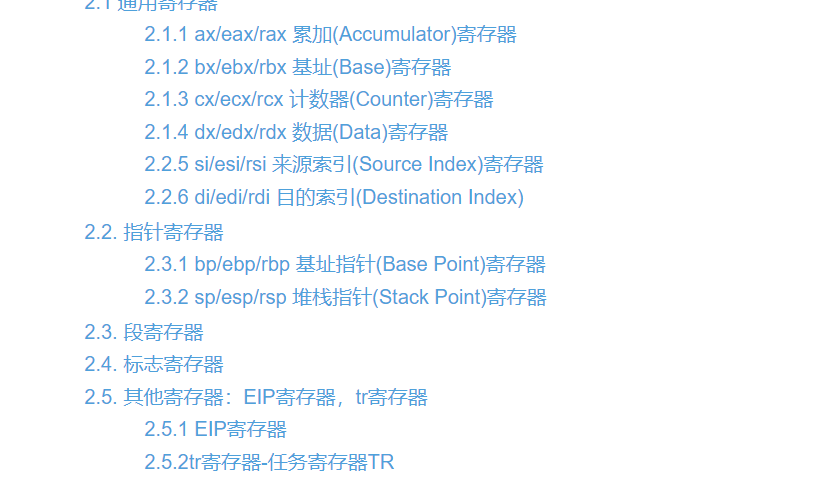 2.1 通用寄存器
2.1.1 ax/eax/rax 累加(Accumulator)寄存器
2.1.2 bx/ebx/rbx 基址(Base)寄存器
2.1.3 cx/ecx/rcx 计数器(Counter)寄存器
2.1.4 dx/edx/rdx 数据(Data)寄存器
2.2.5 si/esi/rsi 来源索引(Source Index)寄存器
2.2.6 di/edi/rdi 目的索引(Destination Index)
2.2. 指针寄存器
2.3.1 bp/ebp/rbp 基址指针(Base Point)寄存器
2.3.2 sp/esp/rsp 堆栈指针(Stack Point)寄存器
2.3. 段寄存器
2.4. 标志寄存器
2.5. 其他寄存器：EIP寄存器，tr寄存器
2.5.1 EIP寄存器
2.5.2tr寄存器-任务寄存器TR